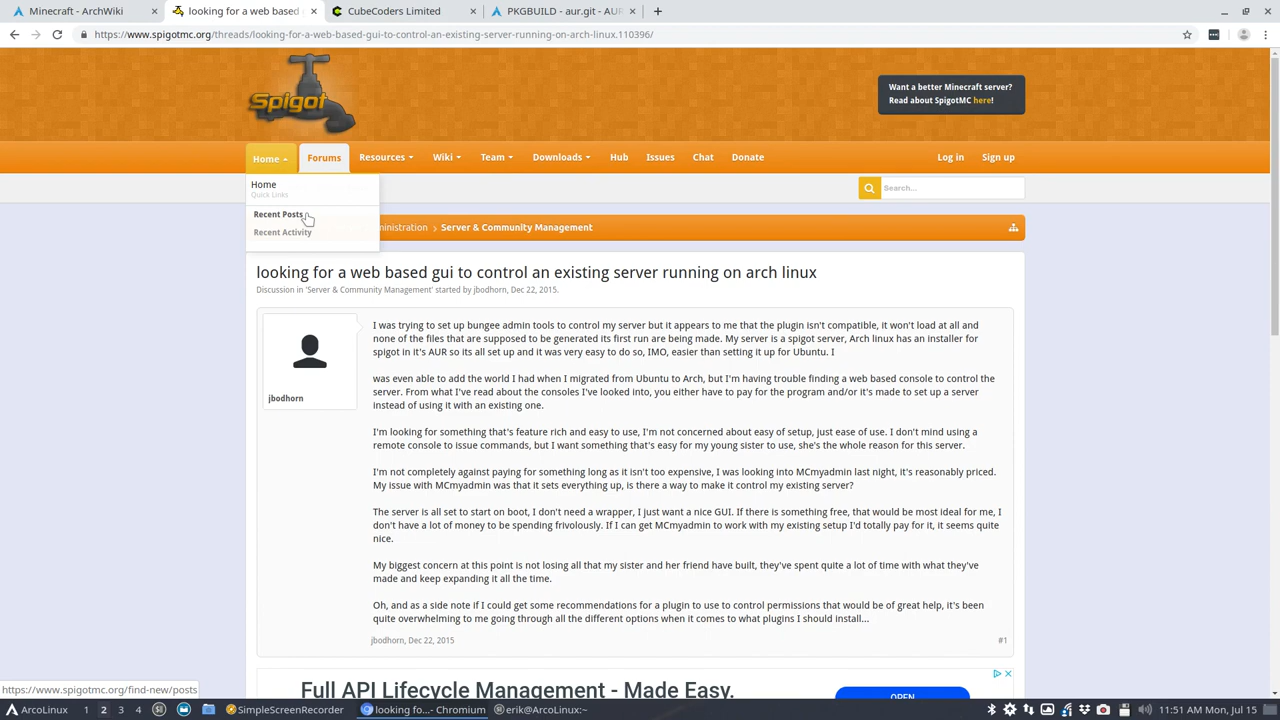 Minecraft - ArchWiki
looking for a web based
CubeCoders Limited
PKGBUILD - aur.git - AUR
https://www.spigotmc.org/threads/looking-for-a-web-based-gui-to-control-an-existing-server-running-on-arch-linux.110396/
Spigot
Want a better Minecraft server?
Read about SpigotMC here!
Home
Forums
Resources
Wiki
Team
Downloads
Hub
Issues
Chat
Donate
Log in
Sign up
Home
Quick Links
Search...
Recent Posts
Recent Activity
Server & Community Management
looking for a web based gui to control an existing server running on arch linux
Discussion in 'Server & Community Management' started by jbodhorn, Dec 22, 2015.
jbodhorn
I was trying to set up bungee admin tools to control my server but it appears to me that the plugin isn't compatible, it won't load at all and
none of the files that are supposed to be generated its first run are being made. My server is a spigot server, Arch linux has an installer for
spigot in it's AUR so its all set up and it was very easy to do so, IMO, easier than setting it up for Ubuntu. I
was even able to add the world I had when I migrated from Ubuntu to Arch, but I'm having trouble finding a web based console to control the
server. From what I've read about the consoles I've looked into, you either have to pay for the program and/or it's made to set up a server
instead of using it with an existing one.
I'm looking for something that's feature rich and easy to use, I'm not concerned about easy of setup, just ease of use. I don't mind using a
remote console to issue commands, but I want something that's easy for my young sister to use, she's the whole reason for this server.
I'm not completely against paying for something long as it isn't too expensive, I was looking into MCmyadmin last night, it's reasonably priced.
My issue with MCmyadmin was that it sets everything up, is there a way to make it control my existing server?
The server is all set to start on boot, I don't need a wrapper, I just want a nice GUI. If there is something free, that would be most ideal for me, I
don't have a lot of money to be spending frivolously. If I can get MCmyadmin to work with my existing setup I'd totally pay for it, it seems quite
nice.
My biggest concern at this point is not losing all that my sister and her friend have built, they've spent quite a lot of time with what they've
made and keep expanding it all the time.
Oh, and as a side note if I could get some recommendations for a plugin to use to control permissions that would be of great help, it's been
quite overwhelming to me going through all the different options when it comes to what plugins I should install...
jbodhorn, Dec 22, 2015
#1
Full API Lifecycle Management - Made Easy.
OPEN
https://www.spigotmc.org/find-new/posts
ArcoLinux
1
2
3
4
SimpleScreenRecorder
looking fo... - Chromium
erik@ArcoLinux:~
11:51 AM Mon, Jul 15